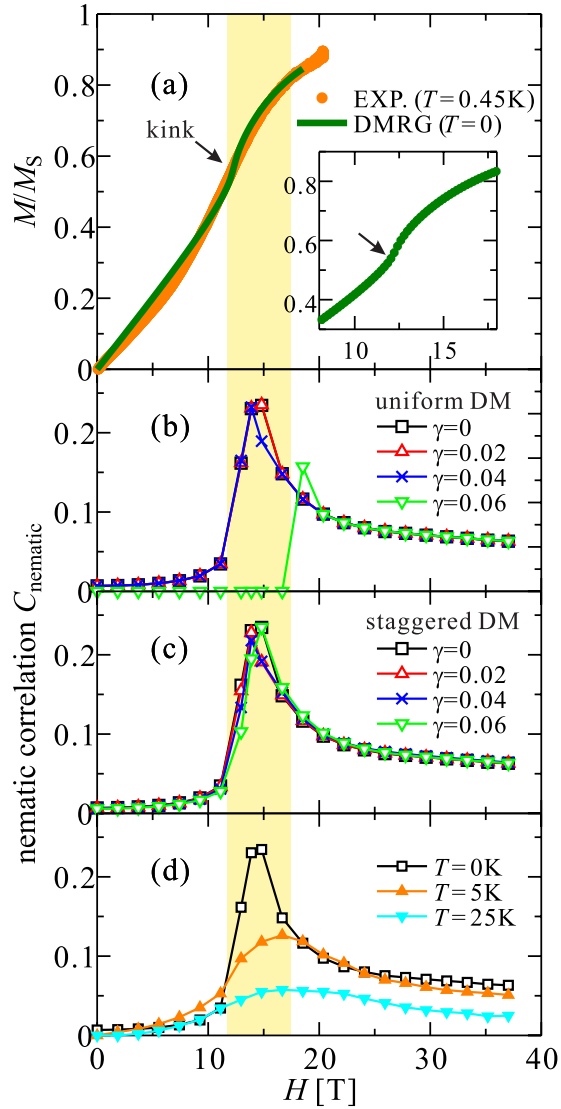 1
(a)
0.8
EXP. (T=0.45K)
DMRG (T=0)
kink
0.6
M/M_S
0.8
0.4
0.6
0.2
0.4
10 15
0
(b)
uniform DM
0.2
γ=0
γ=0.02
γ=0.04
0.1
γ=0.06
0
nematic correlation C_nematic
(c)
staggered DM
0.2
γ=0
γ=0.02
γ=0.04
0.1
γ=0.06
0
(d)
T=0K
0.2
T=5K
T=25K
0.1
0
0 10 20 30 40
H [T]